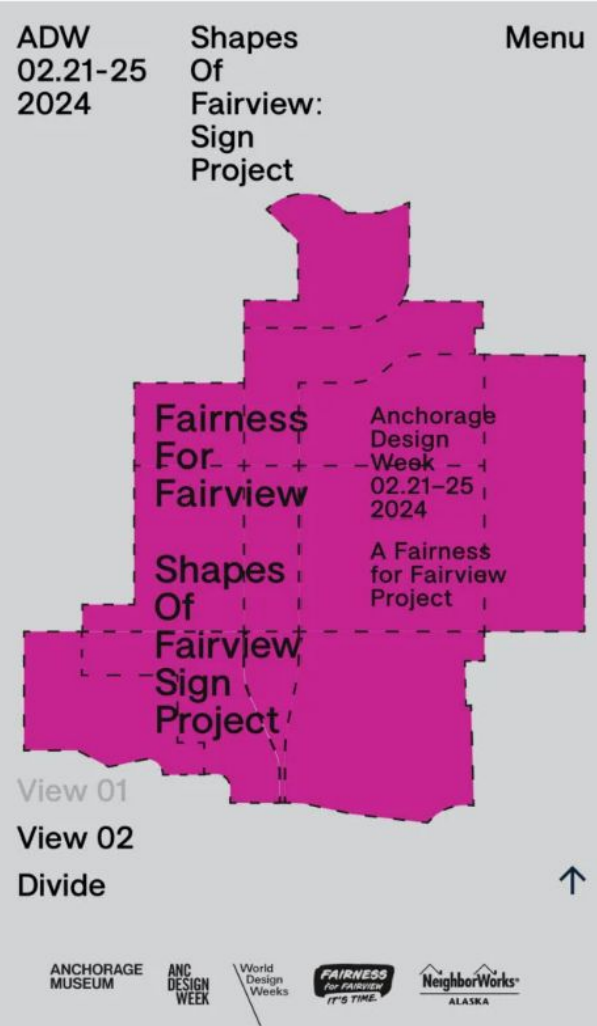 ADW
02.21-25
2024
Shapes
Of
Fairview:
Sign
Project
Menu
Fairness
For
Fairview
Shapes
Of
Fairview
Sign
Project
Anchorage
Design
Week
02.21–25
2024
A Fairness
for Fairview
Project
View 01
View 02
Divide
ANCHORAGE
MUSEUM
ANC
DESIGN
WEEK
World
Design
Weeks
FAIRNESS
for FAIRVIEW
IT'S TIME.
NeighborWorks®
ALASKA